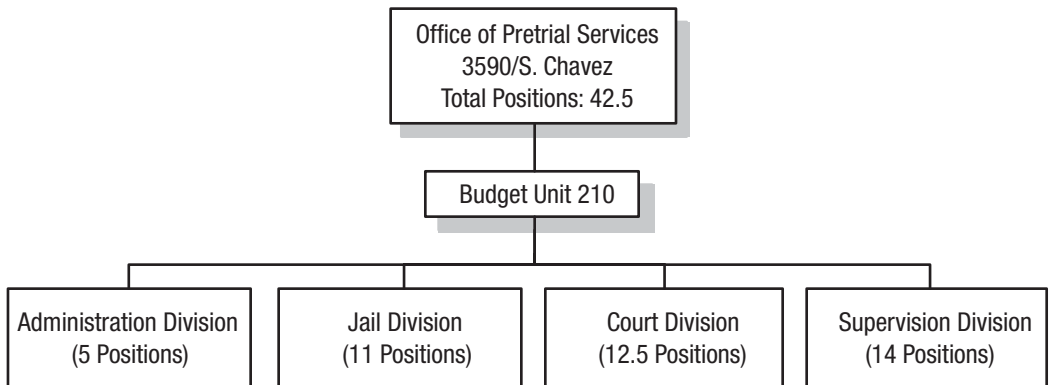 Office of Pretrial Services
3590/S. Chavez
Total Positions: 42.5
Budget Unit 210
Administration Division
(5 Positions)
Jail Division
(11 Positions)
Court Division
(12.5 Positions)
Supervision Division
(14 Positions)